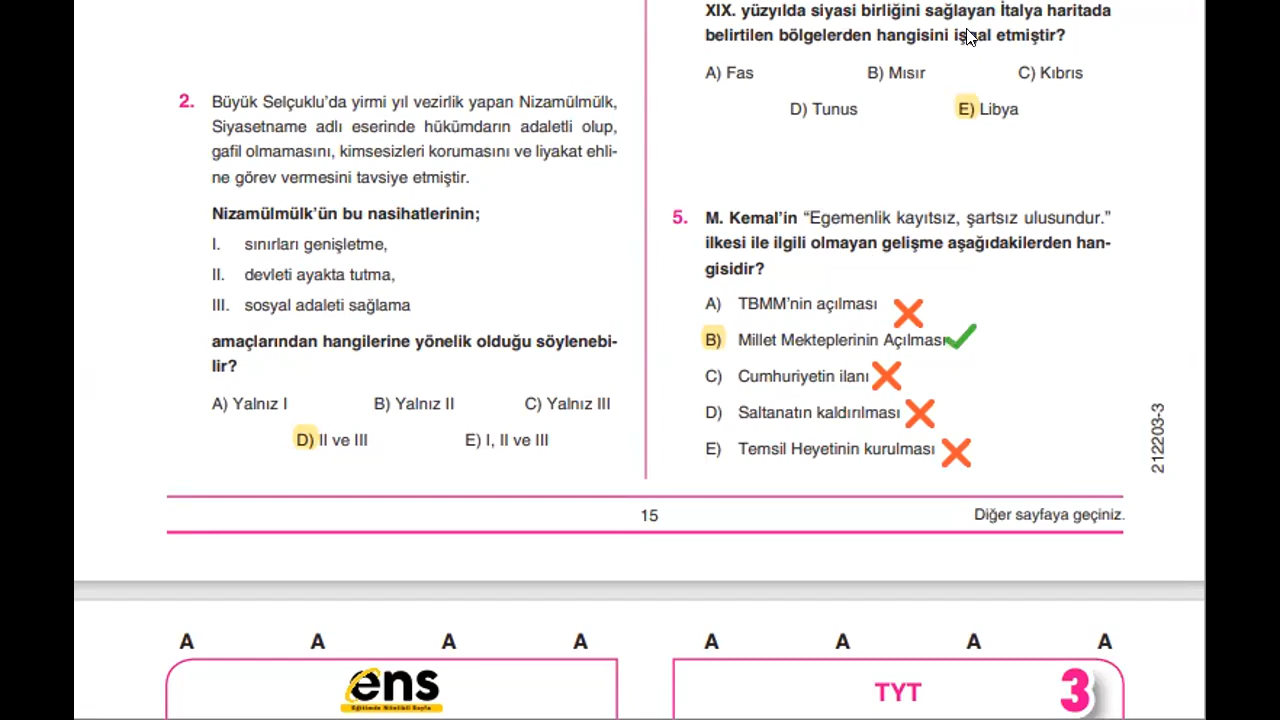 2. Büyük Selçuklu’da yirmi yıl vezirlik yapan Nizamülmülk,
Siyasetname adlı eserinde hükümdarın adaletli olup,
gafil olmamasını, kimsesizleri korumasını ve liyakat ehli-
ne görev vermesini tavsiye etmiştir.
Nizamülmülk’ün bu nasihatlerinin;
I. sınırları genişletme,
II. devleti ayakta tutma,
III. sosyal adaleti sağlama
amaçlarından hangilerine yönelik olduğu söylenebi-
lir?
A) Yalnız I B) Yalnız II C) Yalnız III
D) II ve III E) I, II ve III
XIX. yüzyılda siyasi birliğini sağlayan İtalya haritada
belirtilen bölgelerden hangisini işgal etmiştir?
A) Fas B) Mısır C) Kıbrıs
D) Tunus E) Libya
5. M. Kemal’in “Egemenlik kayıtsız, şartsız ulusundur.”
ilkesi ile ilgili olmayan gelişme aşağıdakilerden han-
gisidir?
A) TBMM’nin açılması
B) Millet Mekteplerinin Açılması
C) Cumhuriyetin ilanı
D) Saltanatın kaldırılması
E) Temsil Heyetinin kurulması
212203-3
15
Diğer sayfaya geçiniz.
A A A A A A A A
ens
Eğitimde Nitelikli Sayfa
TYT
3